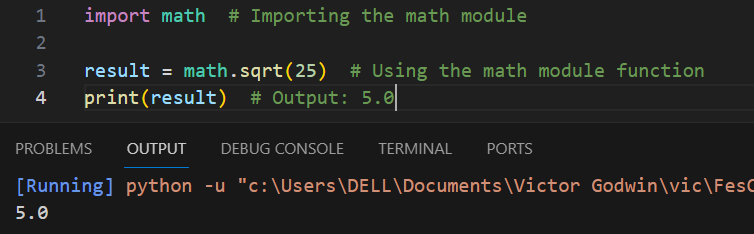 1 import math  # Importing the math module
2
3 result = math.sqrt(25)  # Using the math module function
4 print(result)  # Output: 5.0
PROBLEMS OUTPUT DEBUG CONSOLE TERMINAL PORTS
[Running] python -u "c:\Users\DELL\Documents\Victor Godwin\vic\Fes
5.0